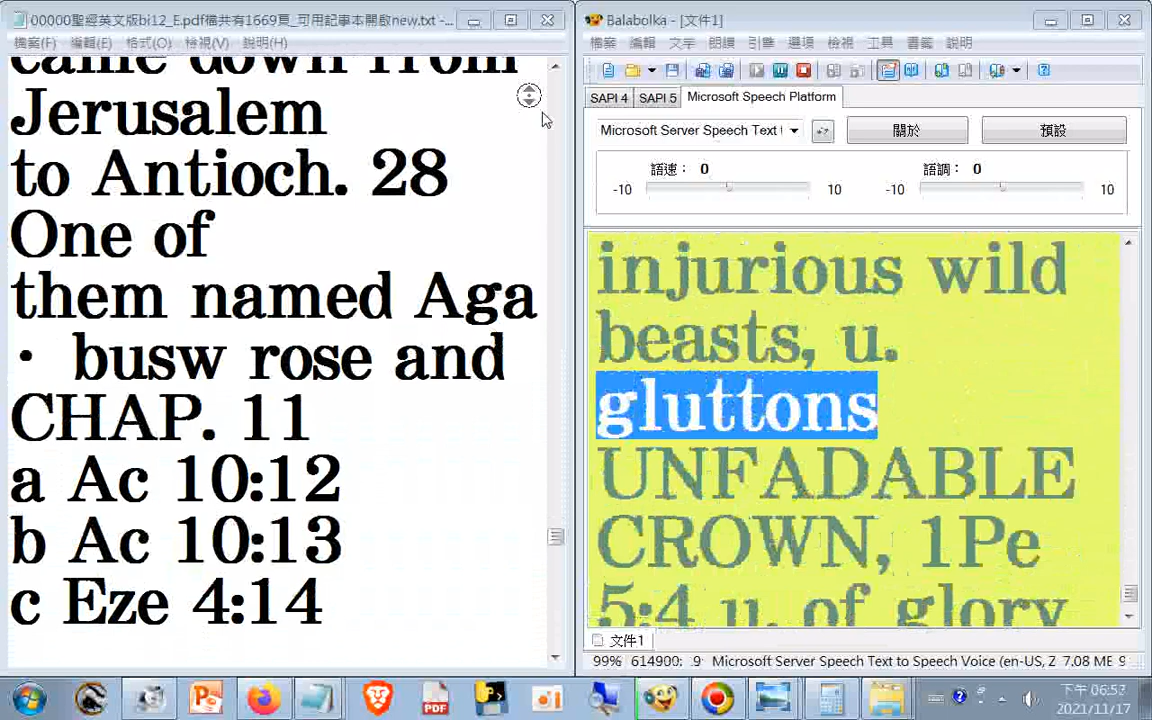 00000聖經英文版bi12_E.pdf檔共有1669頁_可用記事本開啟new.txt -...
檔案(F) 編輯(E) 格式(O) 檢視(V) 說明(H)
came down from
Jerusalem
to Antioch. 28
One of
them named Aga
· busw rose and
CHAP. 11
a Ac 10:12
b Ac 10:13
c Eze 4:14
Balabolka - [文件1]
檔案 編輯 文字 朗讀 引擎 選項 檢視 工具 書籤 說明
SAPI 4 SAPI 5 Microsoft Speech Platform
Microsoft Server Speech Text 關於 預設
語速： 0 語調： 0
-10 10 -10 10
injurious wild
beasts, u.
gluttons
UNFADABLE
CROWN, 1Pe
5:4 u. of glory
文件1
99% 614900: .9 Microsoft Server Speech Text to Speech Voice (en-US, Z 7.08 ME 9
下午 06:53
2021/11/17